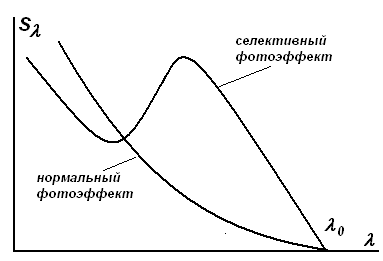 Sλ
селективный
фотоэффект
нормальный
фотоэффект
λ0
λ